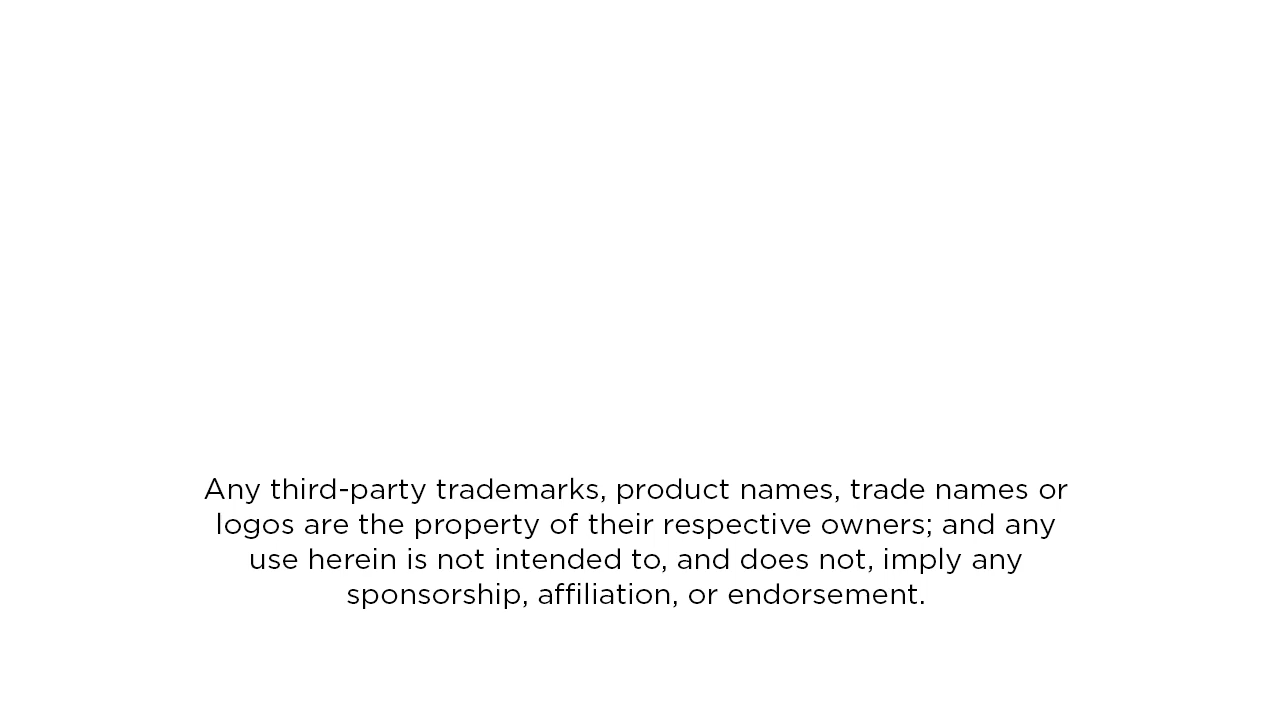 Any third-party trademarks, product names, trade names or
logos are the property of their respective owners; and any
use herein is not intended to, and does not, imply any
sponsorship, affiliation, or endorsement.